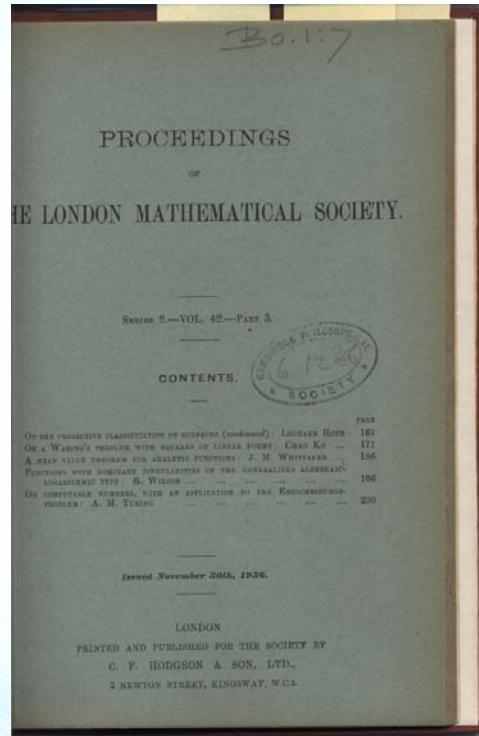 Bo.1:7
PROCEEDINGS
OF
HE LONDON MATHEMATICAL SOCIETY.
SERIES 2.—VOL. 42.—PART 3.
CAMBRIDGE PHILOSOPHICAL
SOCIETY
CONTENTS.
PAGE
ON THE PROJECTIVE CLASSIFICATION OF SURFACES (continued): LEONARD ROTH 161
ON A WARING'S PROBLEM WITH SQUARES OF LINEAR FORMS: CHAO KO ... 171
A MEAN VALUE THEOREM FOR ANALYTIC FUNCTIONS: J. M. WHITTAKER ... 186
FUNCTIONS WITH DOMINANT SINGULARITIES OF THE GENERALIZED ALGEBRAIC-
LOGARITHMIC TYPE: R. WILSON ... ... ... ... ... ... 196
ON COMPUTABLE NUMBERS, WITH AN APPLICATION TO THE ENTSCHEIDUNGS-
PROBLEM: A. M. TURING ... ... ... ... ... ... 230
Issued November 30th, 1936.
LONDON
PRINTED AND PUBLISHED FOR THE SOCIETY BY
C. F. HODGSON & SON, LTD.,
2 NEWTON STREET, KINGSWAY, W.C.2.